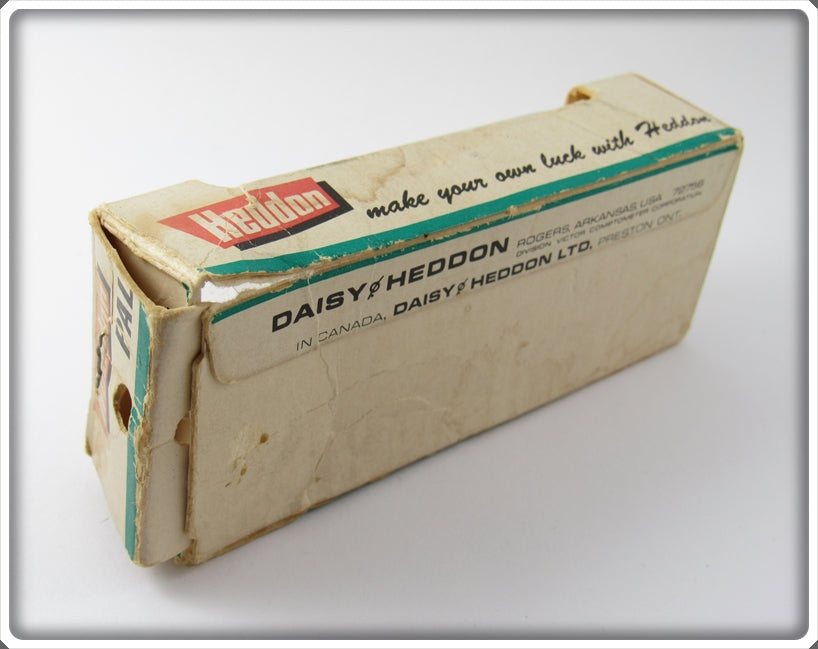 Heddon
make your own luck with Heddon
DAISY HEDDON ROGERS, ARKANSAS, USA 72756
DIVISION VICTOR COMPTOMETER CORPORATION
IN CANADA, DAISY HEDDON LTD. PRESTON ONT.
PAL